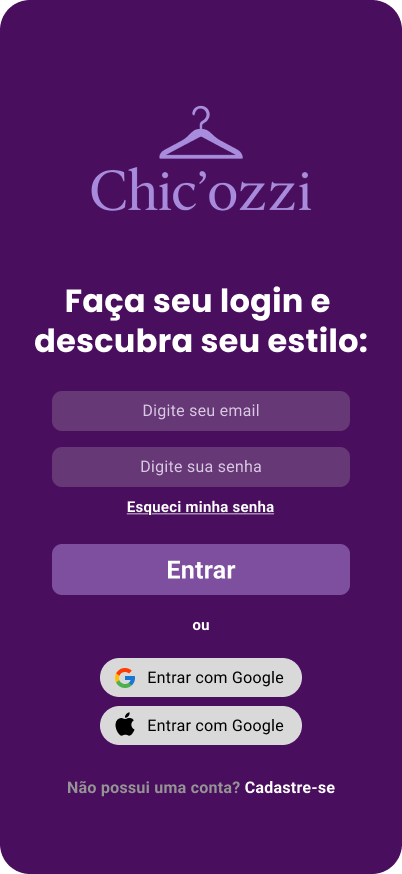 Chic’ozzi
Faça seu login e
descubra seu estilo:
Digite seu email
Digite sua senha
Esqueci minha senha
Entrar
ou
Entrar com Google
Entrar com Google
Não possui uma conta? Cadastre-se